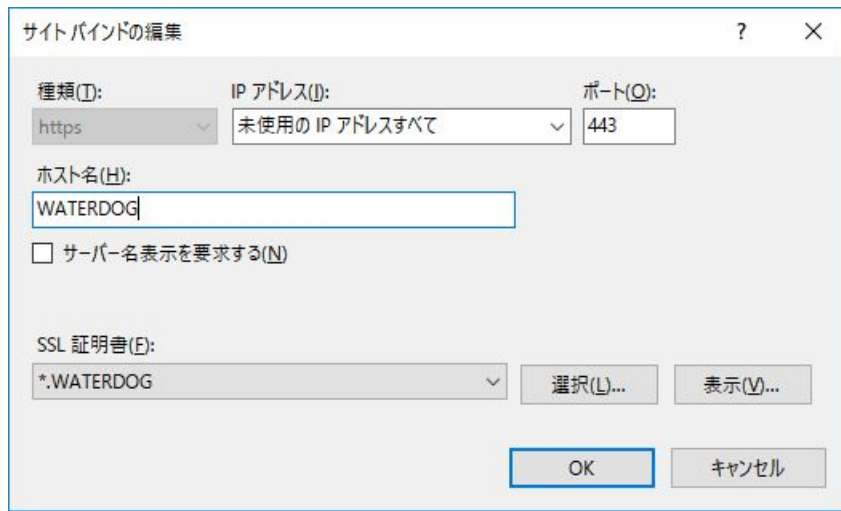 サイト バインドの編集
種類(T): IP アドレス(I): ポート(O):
https 未使用の IP アドレスすべて 443
ホスト名(H):
WATERDOG
サーバー名表示を要求する(N)
SSL 証明書(F):
*.WATERDOG 選択(L)... 表示(V)...
OK キャンセル